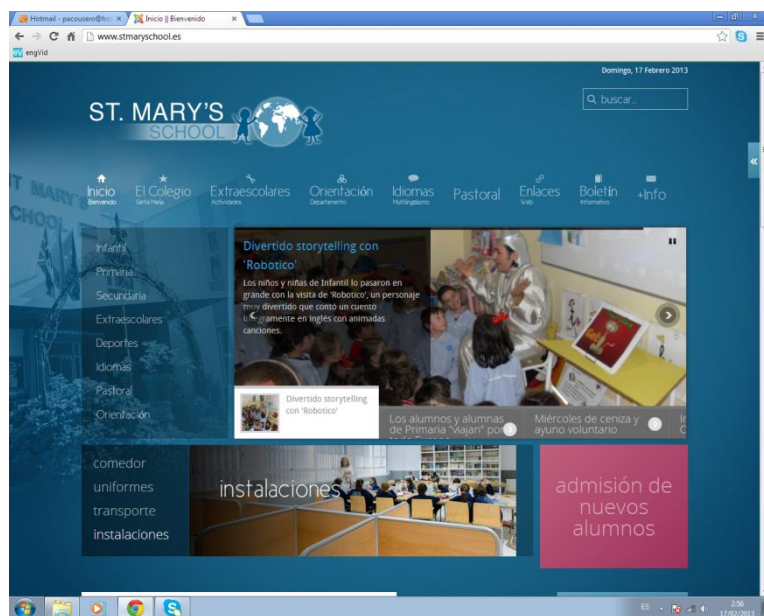 Hotmail - pacousero@hot
Inicio || Bienvenido
www.stmaryschool.es
engVid
Domingo, 17 Febrero 2013
ST. MARY'S
SCHOOL
buscar...
Inicio
Bienvenido
El Colegio
Santa María
Extraescolares
Actividades
Orientación
Departamento
Idiomas
Multilingüismo
Pastoral
Enlaces
Web
Boletín
Informativo
+Info
Infantil
Primaria
Secundaria
Extraescolares
Deportes
Idiomas
Pastoral
Orientación
Divertido storytelling con
'Robotico'
Los niños y niñas de Infantil lo pasaron en
grande con la visita de 'Robotico', un personaje
muy divertido que contó un cuento
íntegramente en inglés con animadas
canciones.
Divertido storytelling
con 'Robotico'
Los alumnos y alumnas
de Primaria "viajan" por
Miércoles de ceniza y
ayuno voluntario
comedor
uniformes
transporte
instalaciones
instalaciones
admisión de
nuevos
alumnos
ES
2:56
17/02/2013